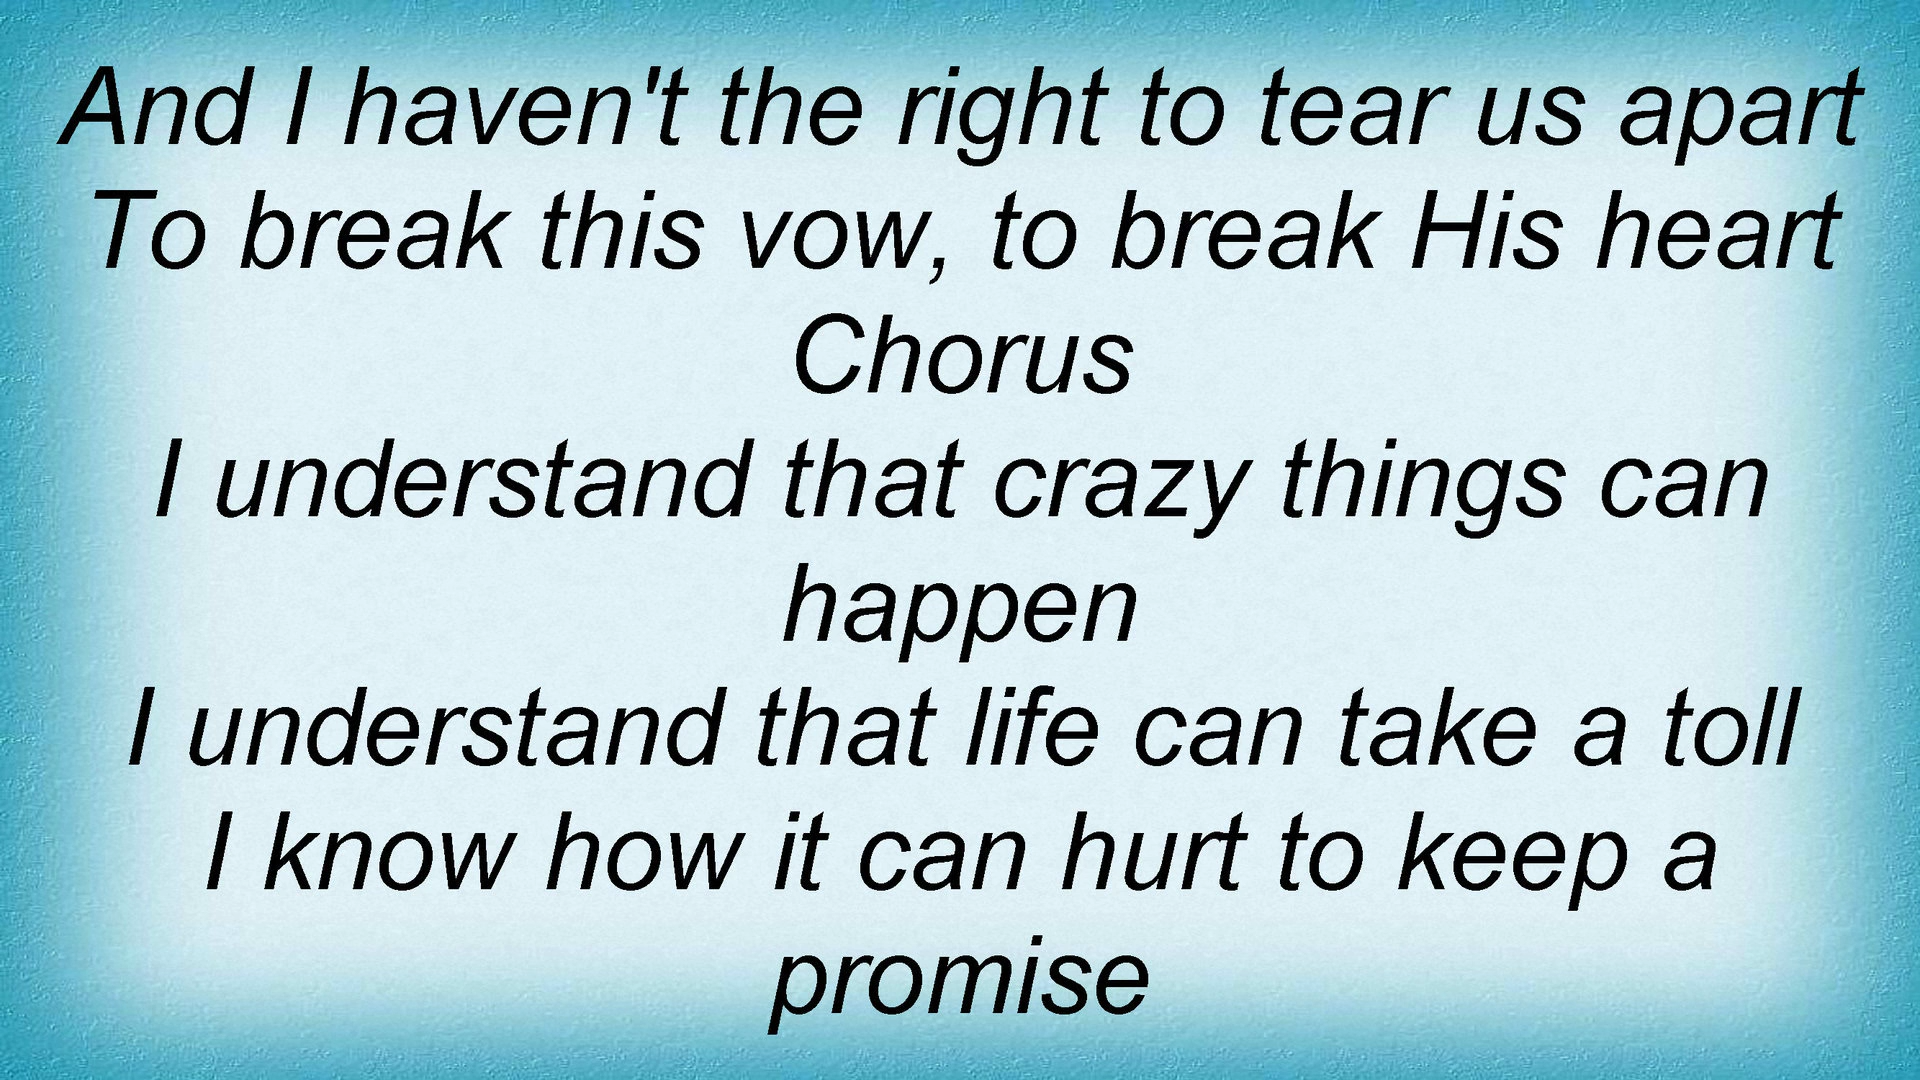 And I haven't the right to tear us apart
To break this vow, to break His heart
Chorus
I understand that crazy things can
happen
I understand that life can take a toll
I know how it can hurt to keep a
promise